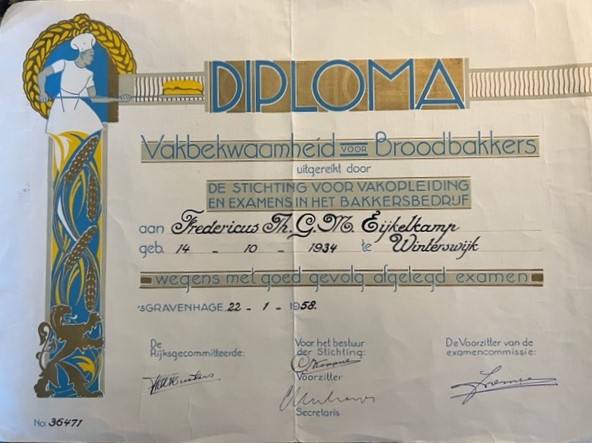 DIPLOMA
Vakbekwaamheid voor Broodbakkers
uitgereikt door
DE STICHTING VOOR VAKOPLEIDING
EN EXAMENS IN HET BAKKERSBEDRIJF
aan Fredericus Th. G. M. Eijkelkamp
geb. 14 - 10 - 1934 te Winterswijk
wegens met goed gevolg afgelegd examen
'sGRAVENHAGE, 22 - 1 - 1958.
De Rijksgecommitteerde:
Voor het bestuur der Stichting:
Voorzitter
Secretaris
De Voorzitter van de examencommissie:
No: 36471